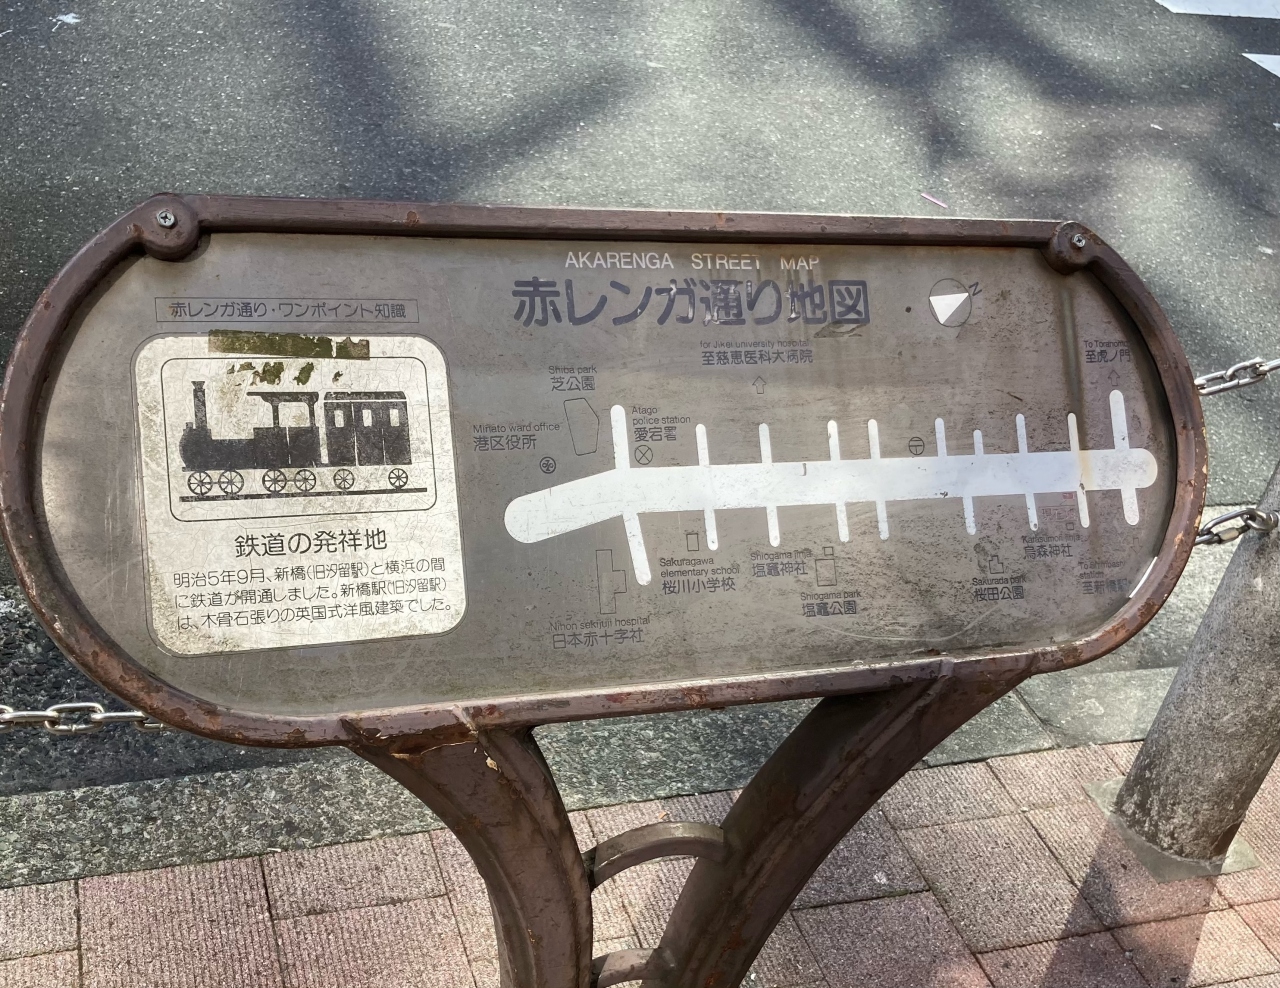 AKARENGA STREET MAP
赤レンガ通り地図
赤レンガ通り・ワンポイント知識
鉄道の発祥地
明治5年9月、新橋(旧汐留駅)と横浜の間
に鉄道が開通しました。新橋駅(旧汐留駅)
は、木骨石張りの英国式洋風建築でした。
N
for Jikei university hospital
至慈恵医科大病院
To Toranomon
至虎ノ門
Shiba park
芝公園
Minato ward office
港区役所
Atago
police station
愛宕署
Sakuragawa
elementary school
桜川小学校
Shiogama jinja
塩竈神社
Shiogama park
塩竈公園
Sakurada park
桜田公園
Karasumori jinja
烏森神社
station
至新橋駅
Nihon sekijuji hospital
日本赤十字社